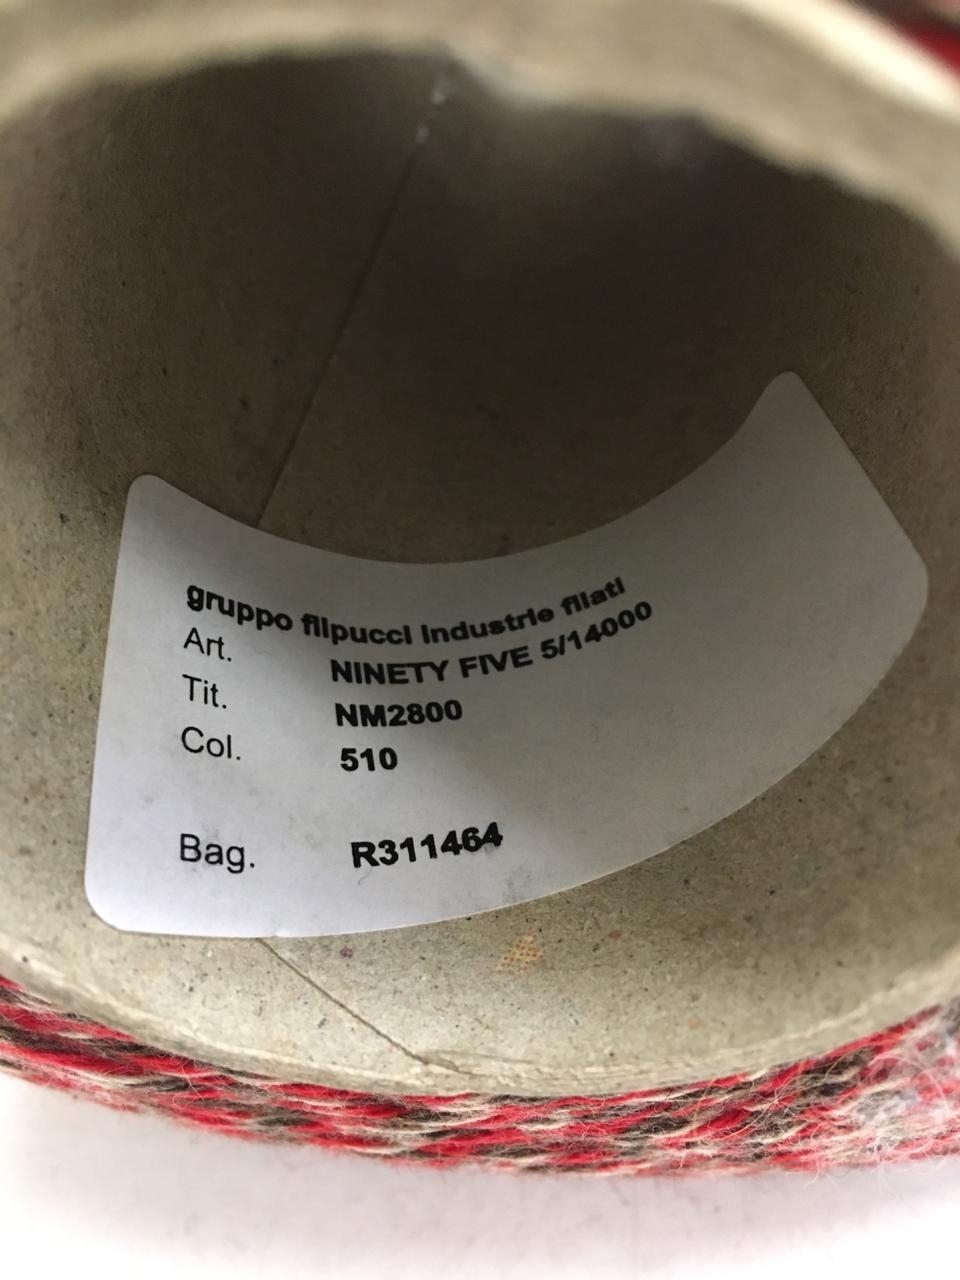 gruppo filpucci industrie filati
Art. NINETY FIVE 5/14000
Tit. NM2800
Col. 510
Bag. R311464